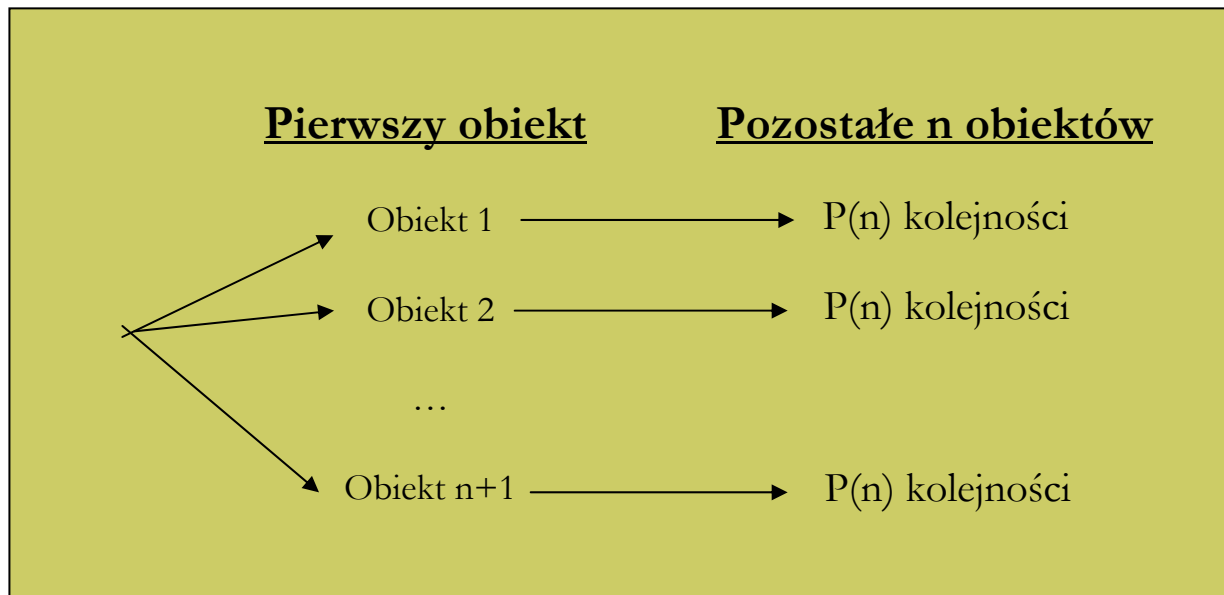 Pierwszy obiekt Pozostałe n obiektów
Obiekt 1 P(n) kolejności
Obiekt 2 P(n) kolejności
…
Obiekt n+1 P(n) kolejności